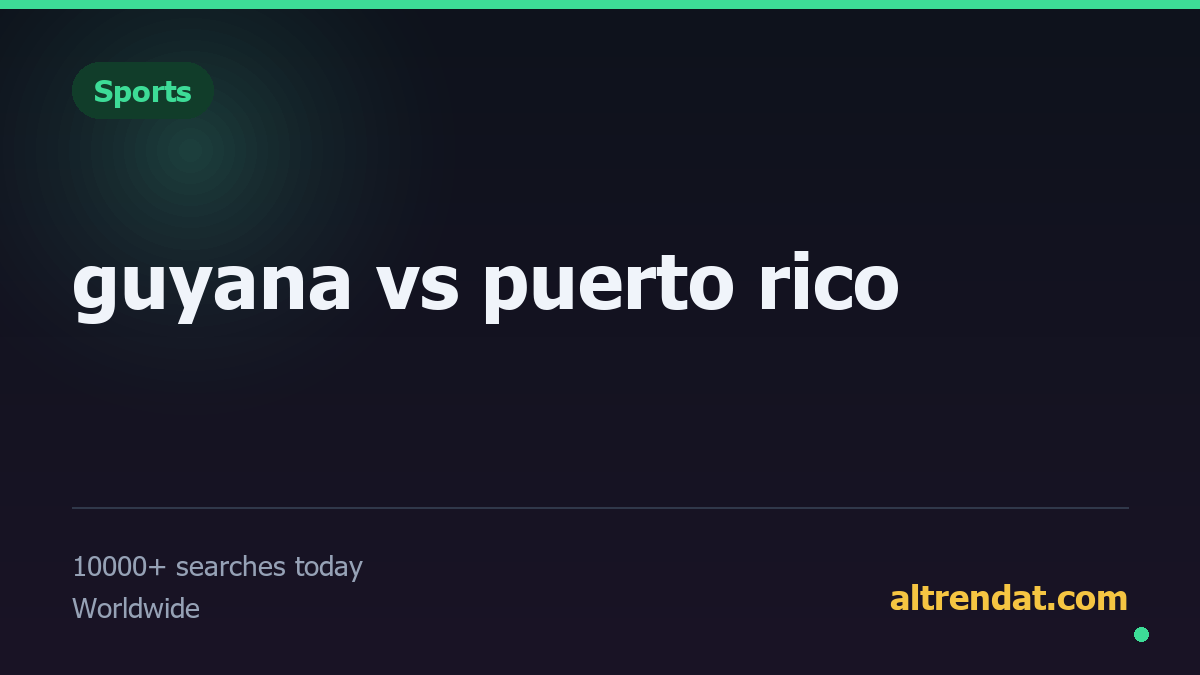 Sports
guyana vs puerto rico
10000+ searches today
Worldwide
altrendat.com